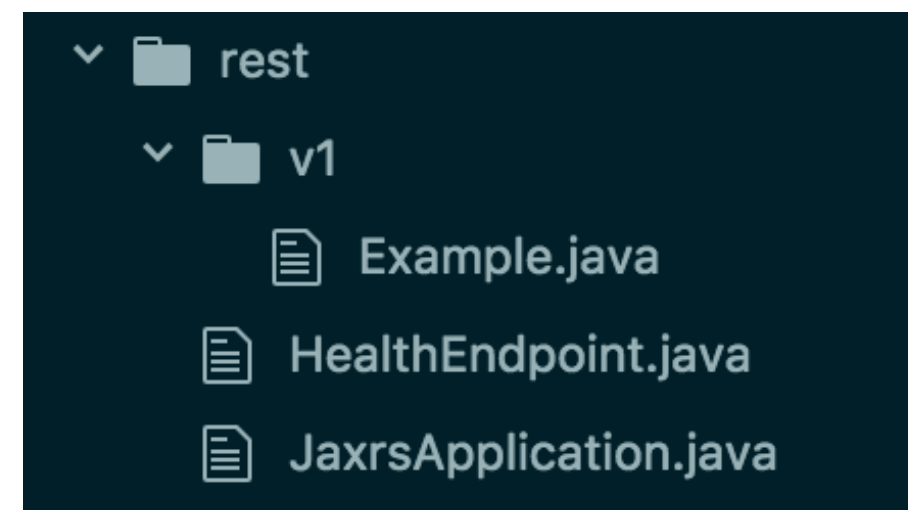 rest
v1
Example.java
HealthEndpoint.java
JaxrsApplication.java